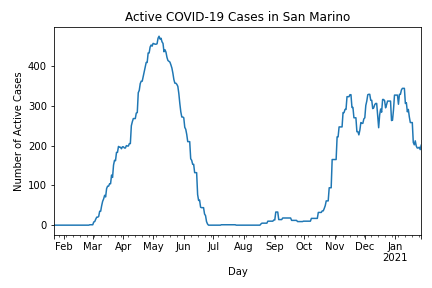 Active COVID-19 Cases in San Marino
Number of Active Cases
400
300
200
100
0
Feb Mar Apr May Jun Jul Aug Sep Oct Nov Dec Jan
2021
Day